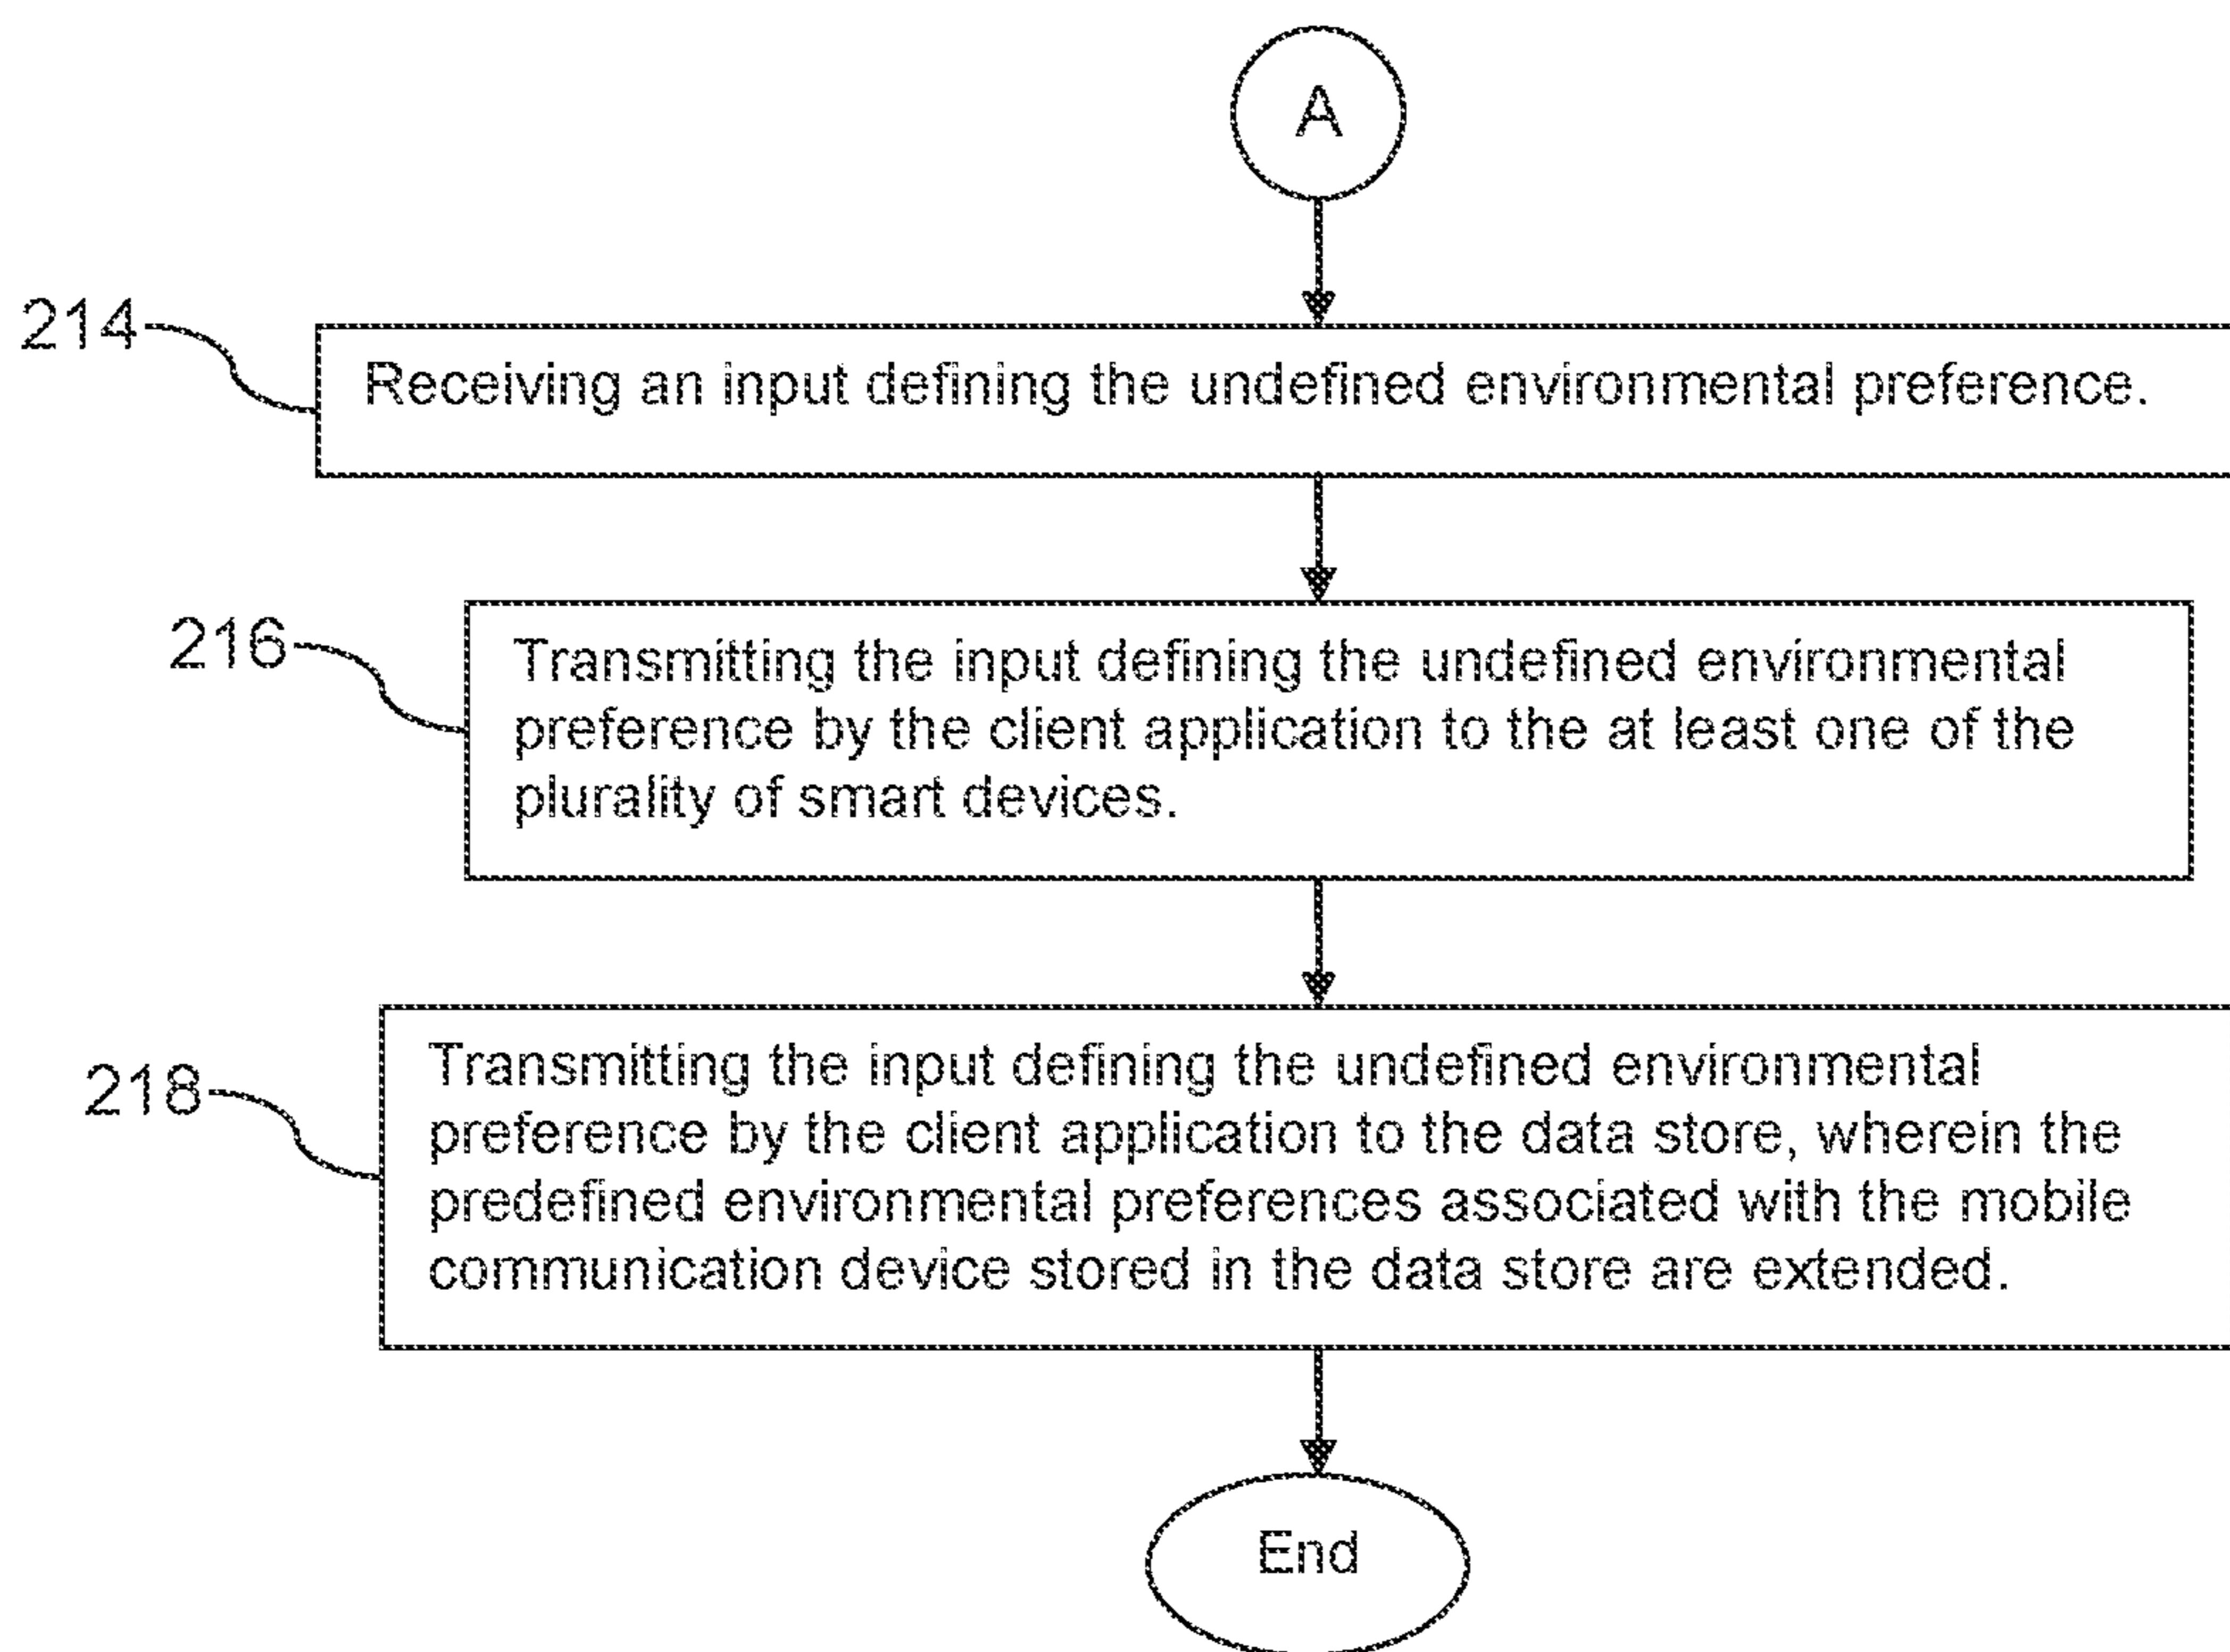 A
214
Receiving an input defining the undefined environmental preference.
216
Transmitting the input defining the undefined environmental
preference by the client application to the at least one of the
plurality of smart devices.
218
Transmitting the input defining the undefined environmental
preference by the client application to the data store, wherein the
predefined environmental preferences associated with the mobile
communication device stored in the data store are extended.
End